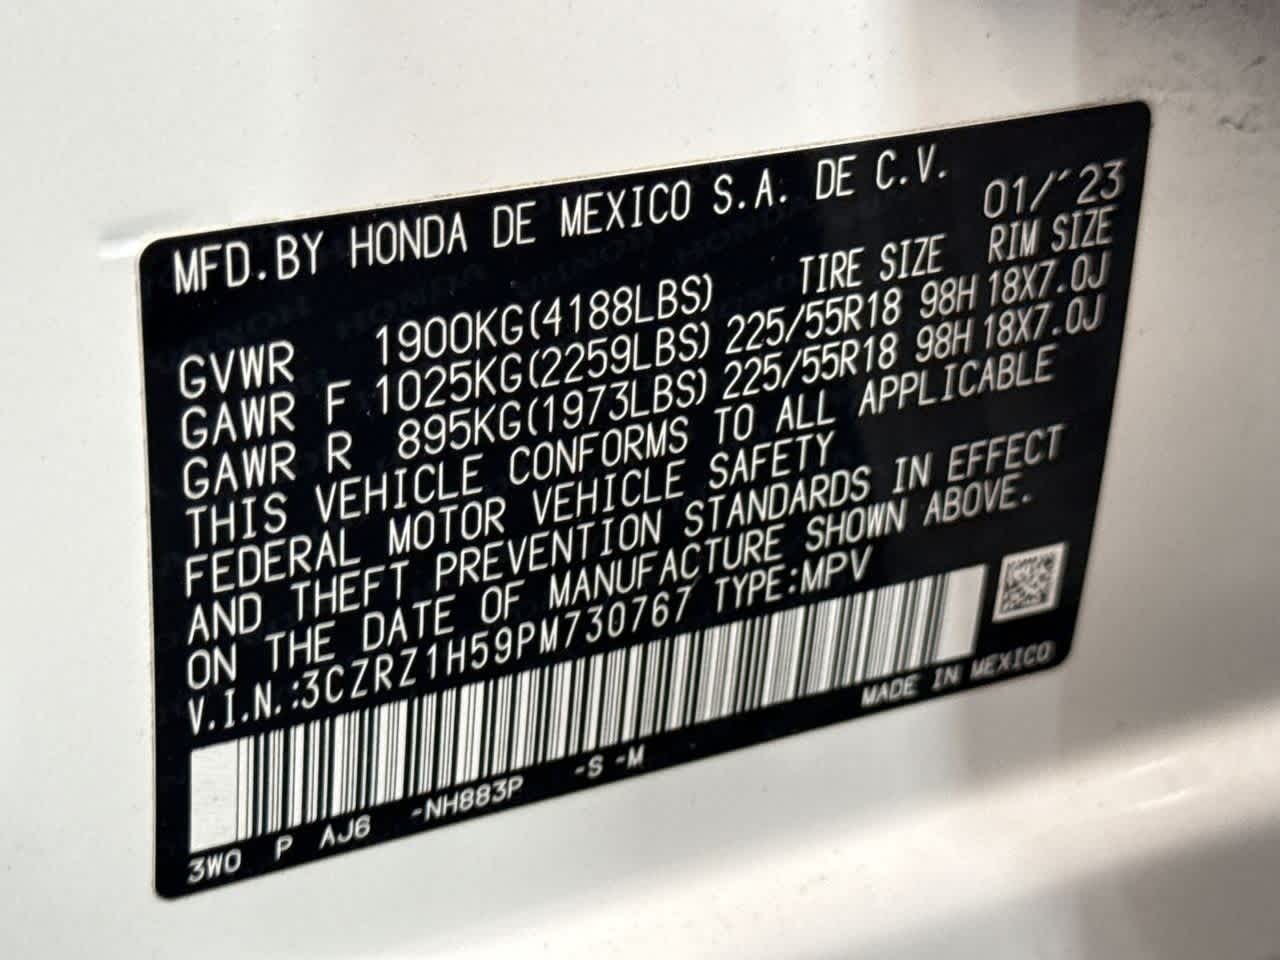 MFD.BY HONDA DE MEXICO S.A. DE C.V.
01/´23
GVWR 1900KG(4188LBS) TIRE SIZE RIM SIZE
GAWR F 1025KG(2259LBS) 225/55R18 98H 18X7.0J
GAWR R 895KG(1973LBS) 225/55R18 98H 18X7.0J
THIS VEHICLE CONFORMS TO ALL APPLICABLE
FEDERAL MOTOR VEHICLE SAFETY
AND THEFT PREVENTION STANDARDS IN EFFECT
ON THE DATE OF MANUFACTURE SHOWN ABOVE.
V.I.N.:3CZRZ1H59PM730767 TYPE:MPV
MADE IN MEXICO
3W0 P AJ6 -NH883P -S -M